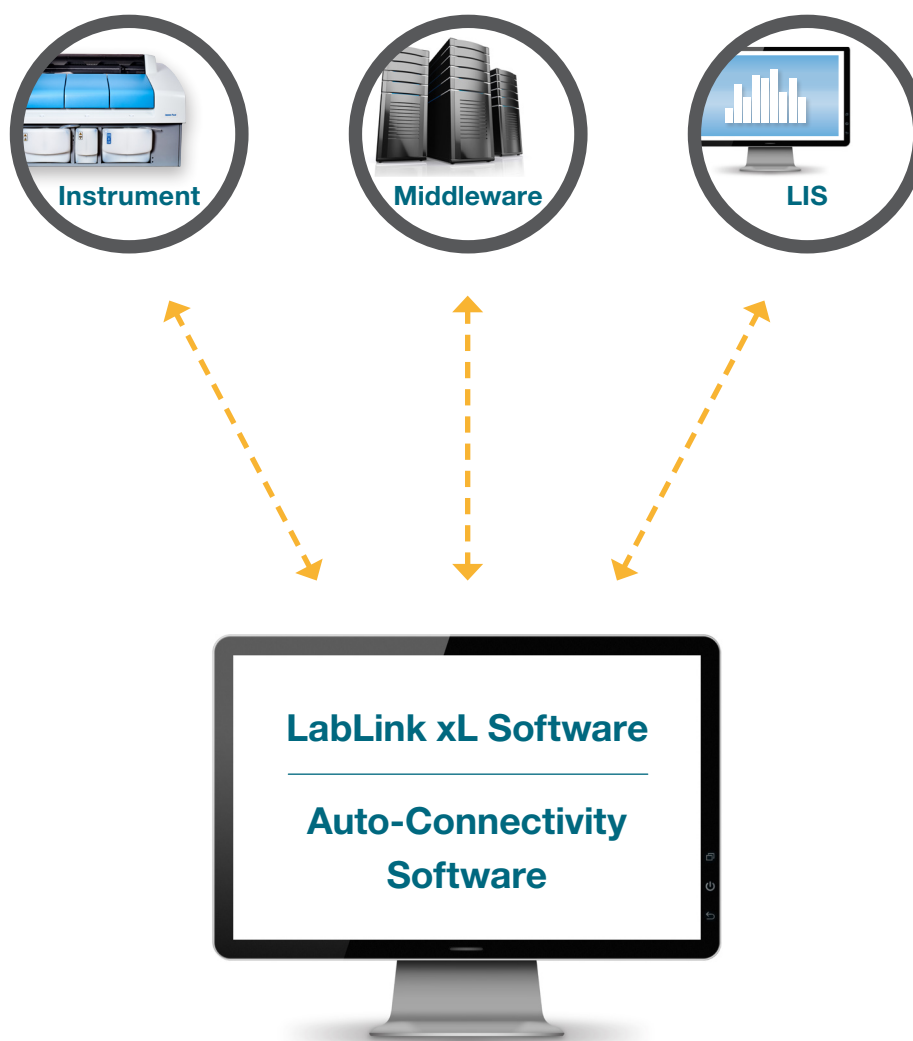 Instrument
Middleware
LIS
LabLink xL Software
Auto-Connectivity
Software